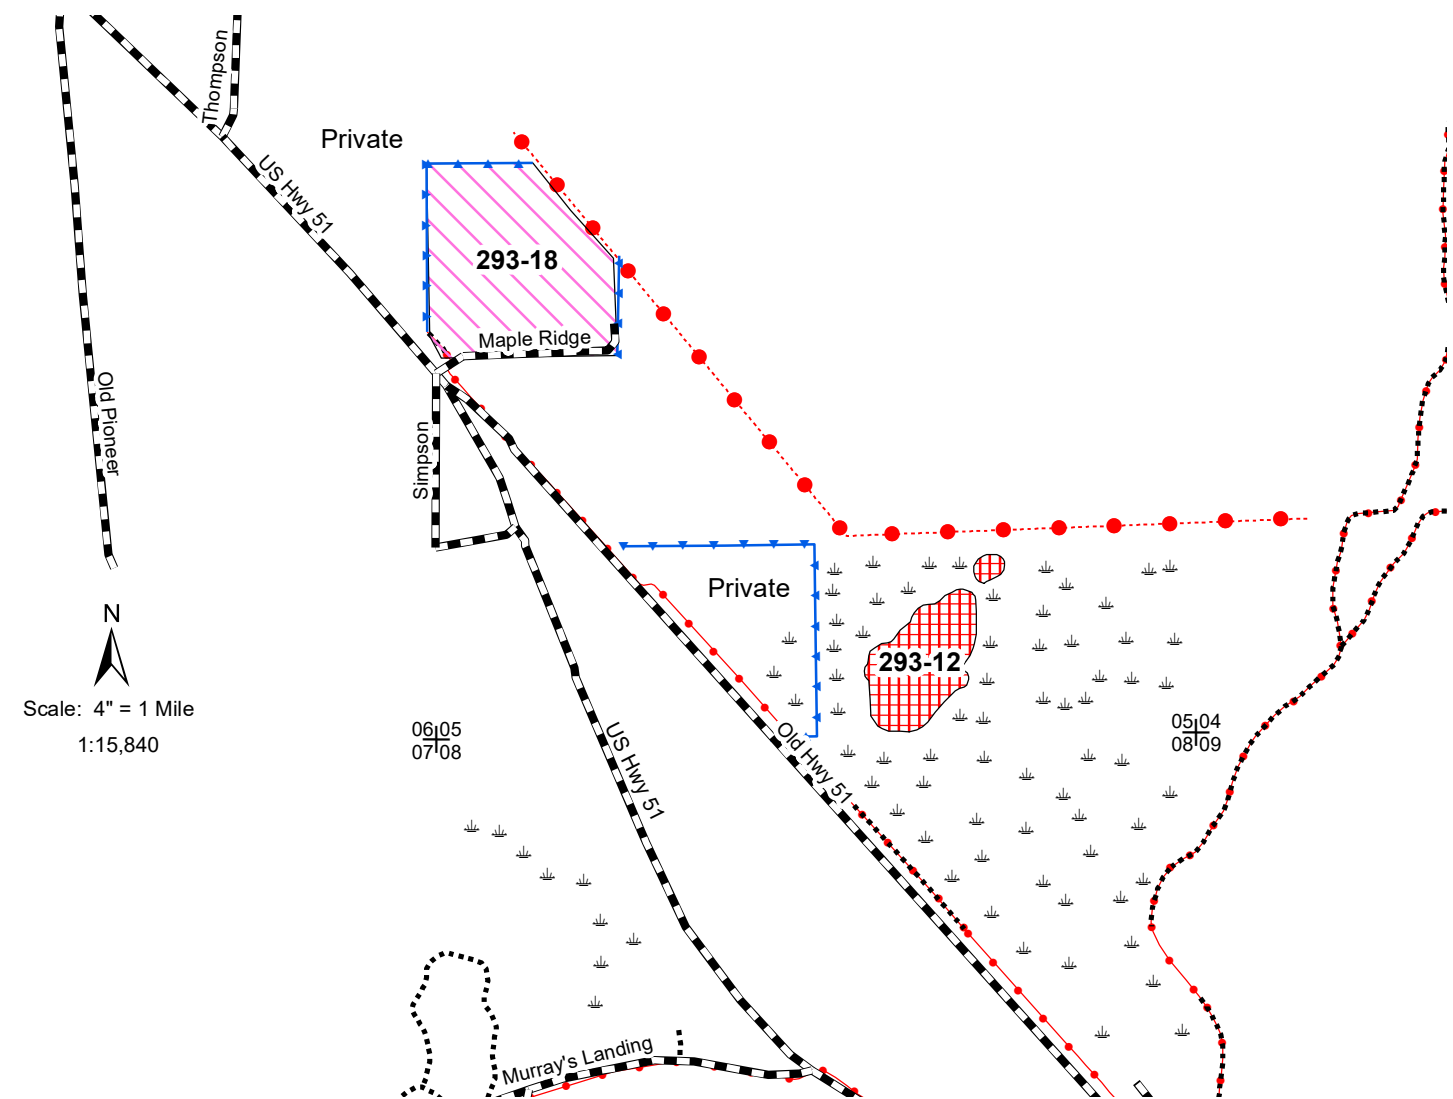 Thompson
Private
US Hwy 51
293-18
Maple Ridge
Old Pioneer
Simpson
Private
N
293-12
Scale:  4" = 1 Mile
1:15,840
06 05
07 08
US Hwy 51
Old Hwy 51
05 04
08 09
Murray's Landing